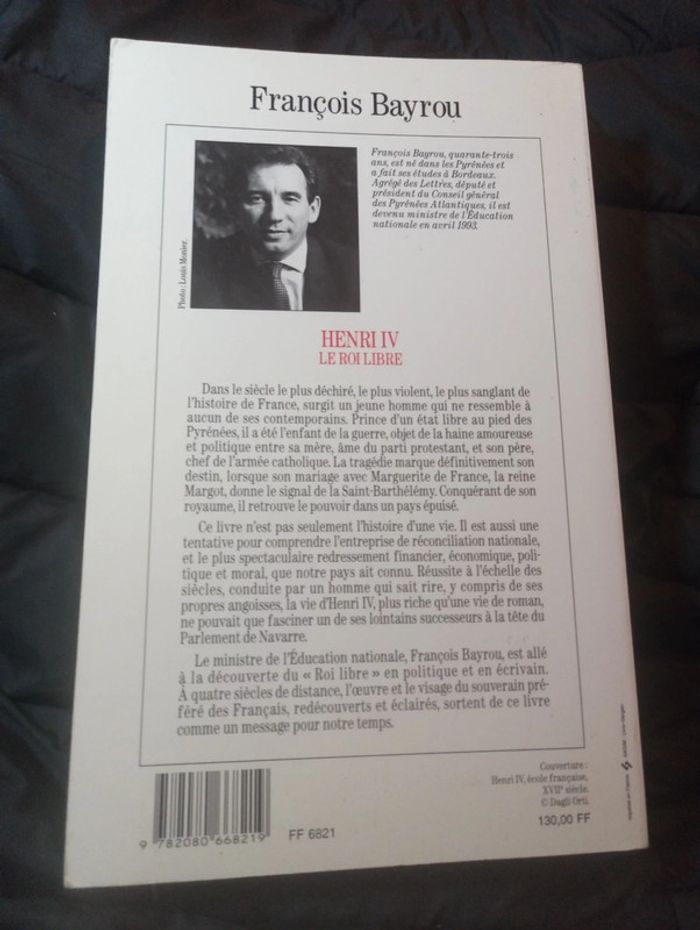 François Bayrou
François Bayrou, quarante-trois
ans, est né dans les Pyrénées et
a fait ses études à Bordeaux.
Agrégé des Lettres, député et
président du Conseil général
des Pyrénées Atlantiques, il est
devenu ministre de l'Éducation
nationale en avril 1993.
Photo : Louis Monier.
HENRI IV
LE ROI LIBRE
Dans le siècle le plus déchiré, le plus violent, le plus sanglant de
l'histoire de France, surgit un jeune homme qui ne ressemble à
aucun de ses contemporains. Prince d'un état libre au pied des
Pyrénées, il a été l'enfant de la guerre, objet de la haine amoureuse
et politique entre sa mère, âme du parti protestant, et son père,
chef de l'armée catholique. La tragédie marque définitivement son
destin, lorsque son mariage avec Marguerite de France, la reine
Margot, donne le signal de la Saint-Barthélémy. Conquérant de son
royaume, il retrouve le pouvoir dans un pays épuisé.
Ce livre n'est pas seulement l'histoire d'une vie. Il est aussi une
tentative pour comprendre l'entreprise de réconciliation nationale,
et le plus spectaculaire redressement financier, économique, poli-
tique et moral, que notre pays ait connu. Réussite à l'échelle des
siècles, conduite par un homme qui sait rire, y compris de ses
propres angoisses, la vie d'Henri IV, plus riche qu'une vie de roman,
ne pouvait que fasciner un de ses lointains successeurs à la tête du
Parlement de Navarre.
Le ministre de l'Éducation nationale, François Bayrou, est allé
à la découverte du « Roi libre » en politique et en écrivain.
À quatre siècles de distance, l'œuvre et le visage du souverain pré-
féré des Français, redécouverts et éclairés, sortent de ce livre
comme un message pour notre temps.
Couverture :
Henri IV, école française,
XVIIe siècle.
© Dagli Orti.
130,00 FF
9 782080 668219
FF 6821